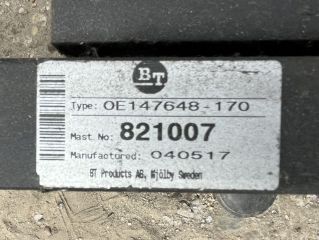 BT
Type: OE147648-170
Mast. No: 821007
Manufactured: 040517
BT Products AB, Mjölby Sweden